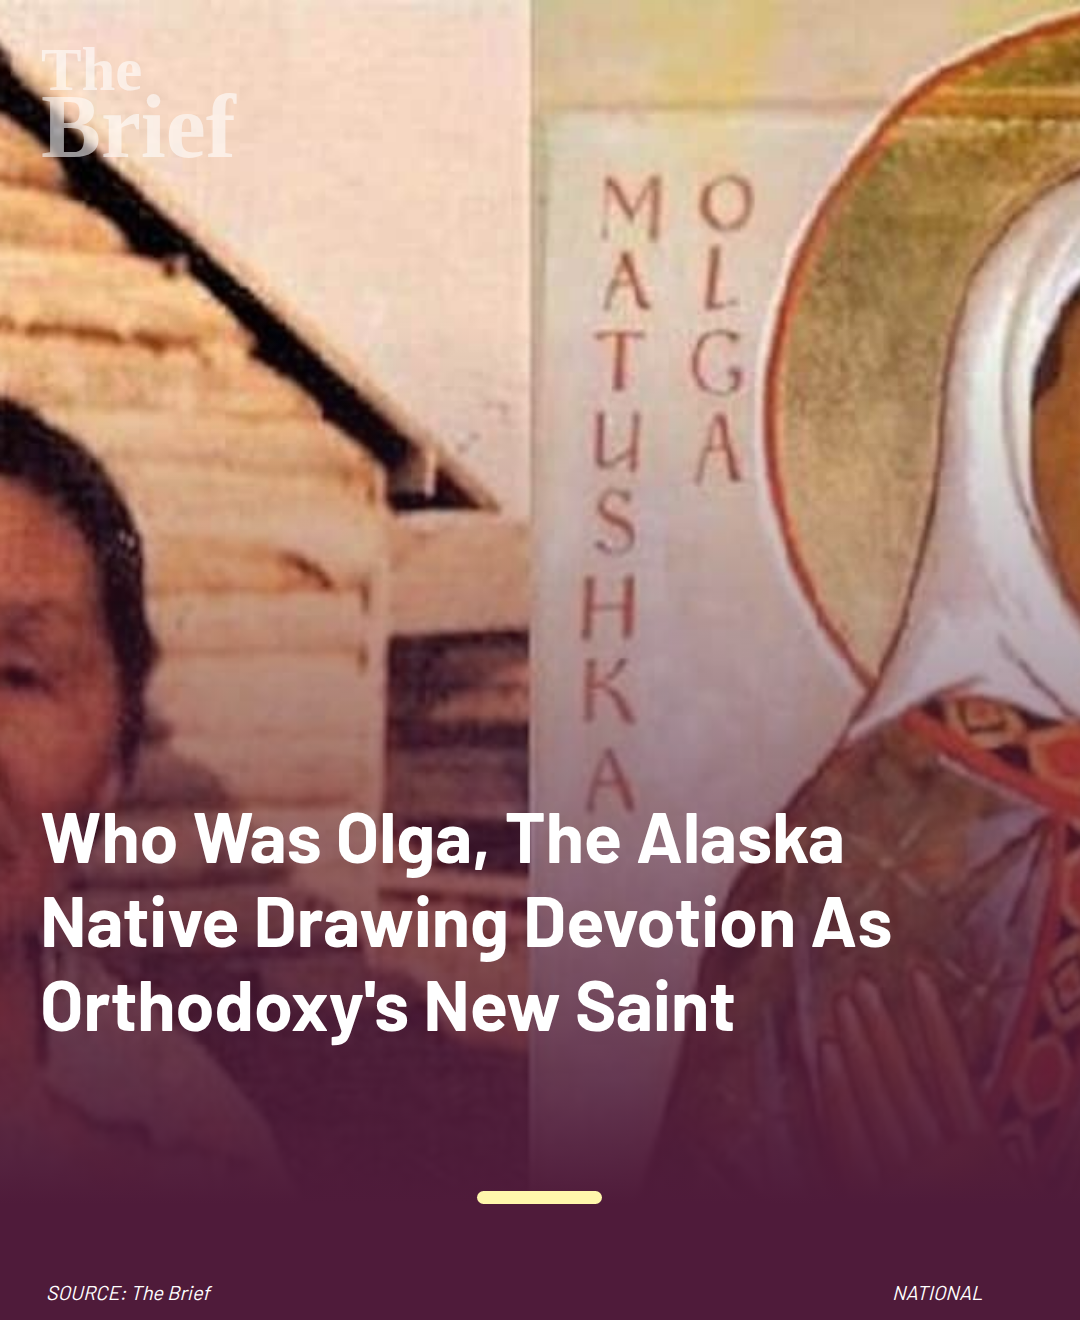 The
Brief
MATUSHKA
OLGA
Who Was Olga, The Alaska
Native Drawing Devotion As
Orthodoxy's New Saint
SOURCE: The Brief
NATIONAL